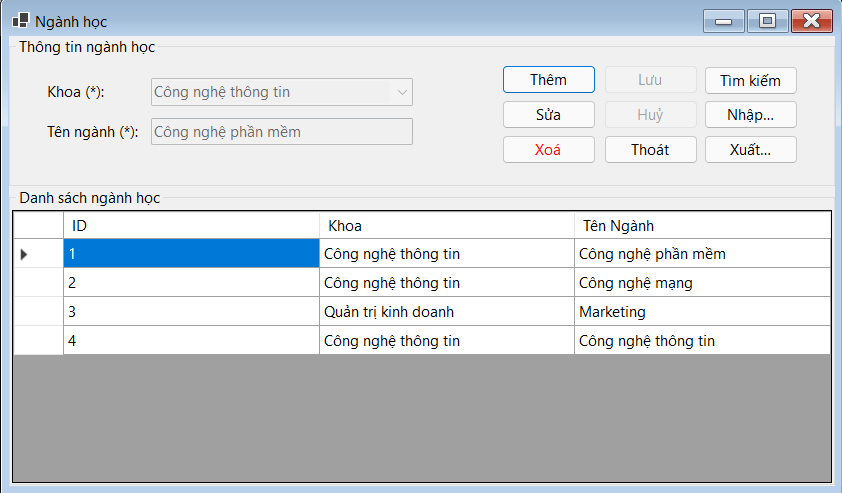 Ngành học
Thông tin ngành học
Khoa (*): Công nghệ thông tin
Tên ngành (*): Công nghệ phần mềm
Thêm Lưu Tìm kiếm
Sửa Huỷ Nhập...
Xoá Thoát Xuất...
Danh sách ngành học
ID Khoa Tên Ngành
1 Công nghệ thông tin Công nghệ phần mềm
2 Công nghệ thông tin Công nghệ mạng
3 Quản trị kinh doanh Marketing
4 Công nghệ thông tin Công nghệ thông tin